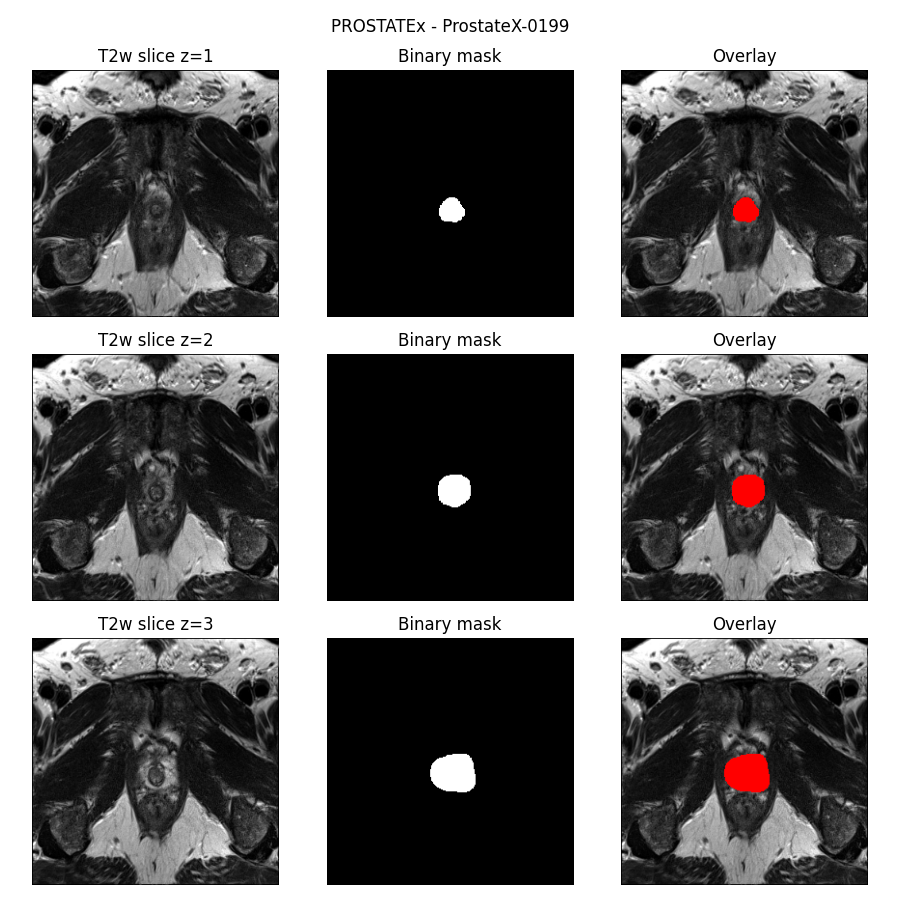 PROSTATEx - ProstateX-0199
T2w slice z=1 Binary mask Overlay
T2w slice z=2 Binary mask Overlay
T2w slice z=3 Binary mask Overlay